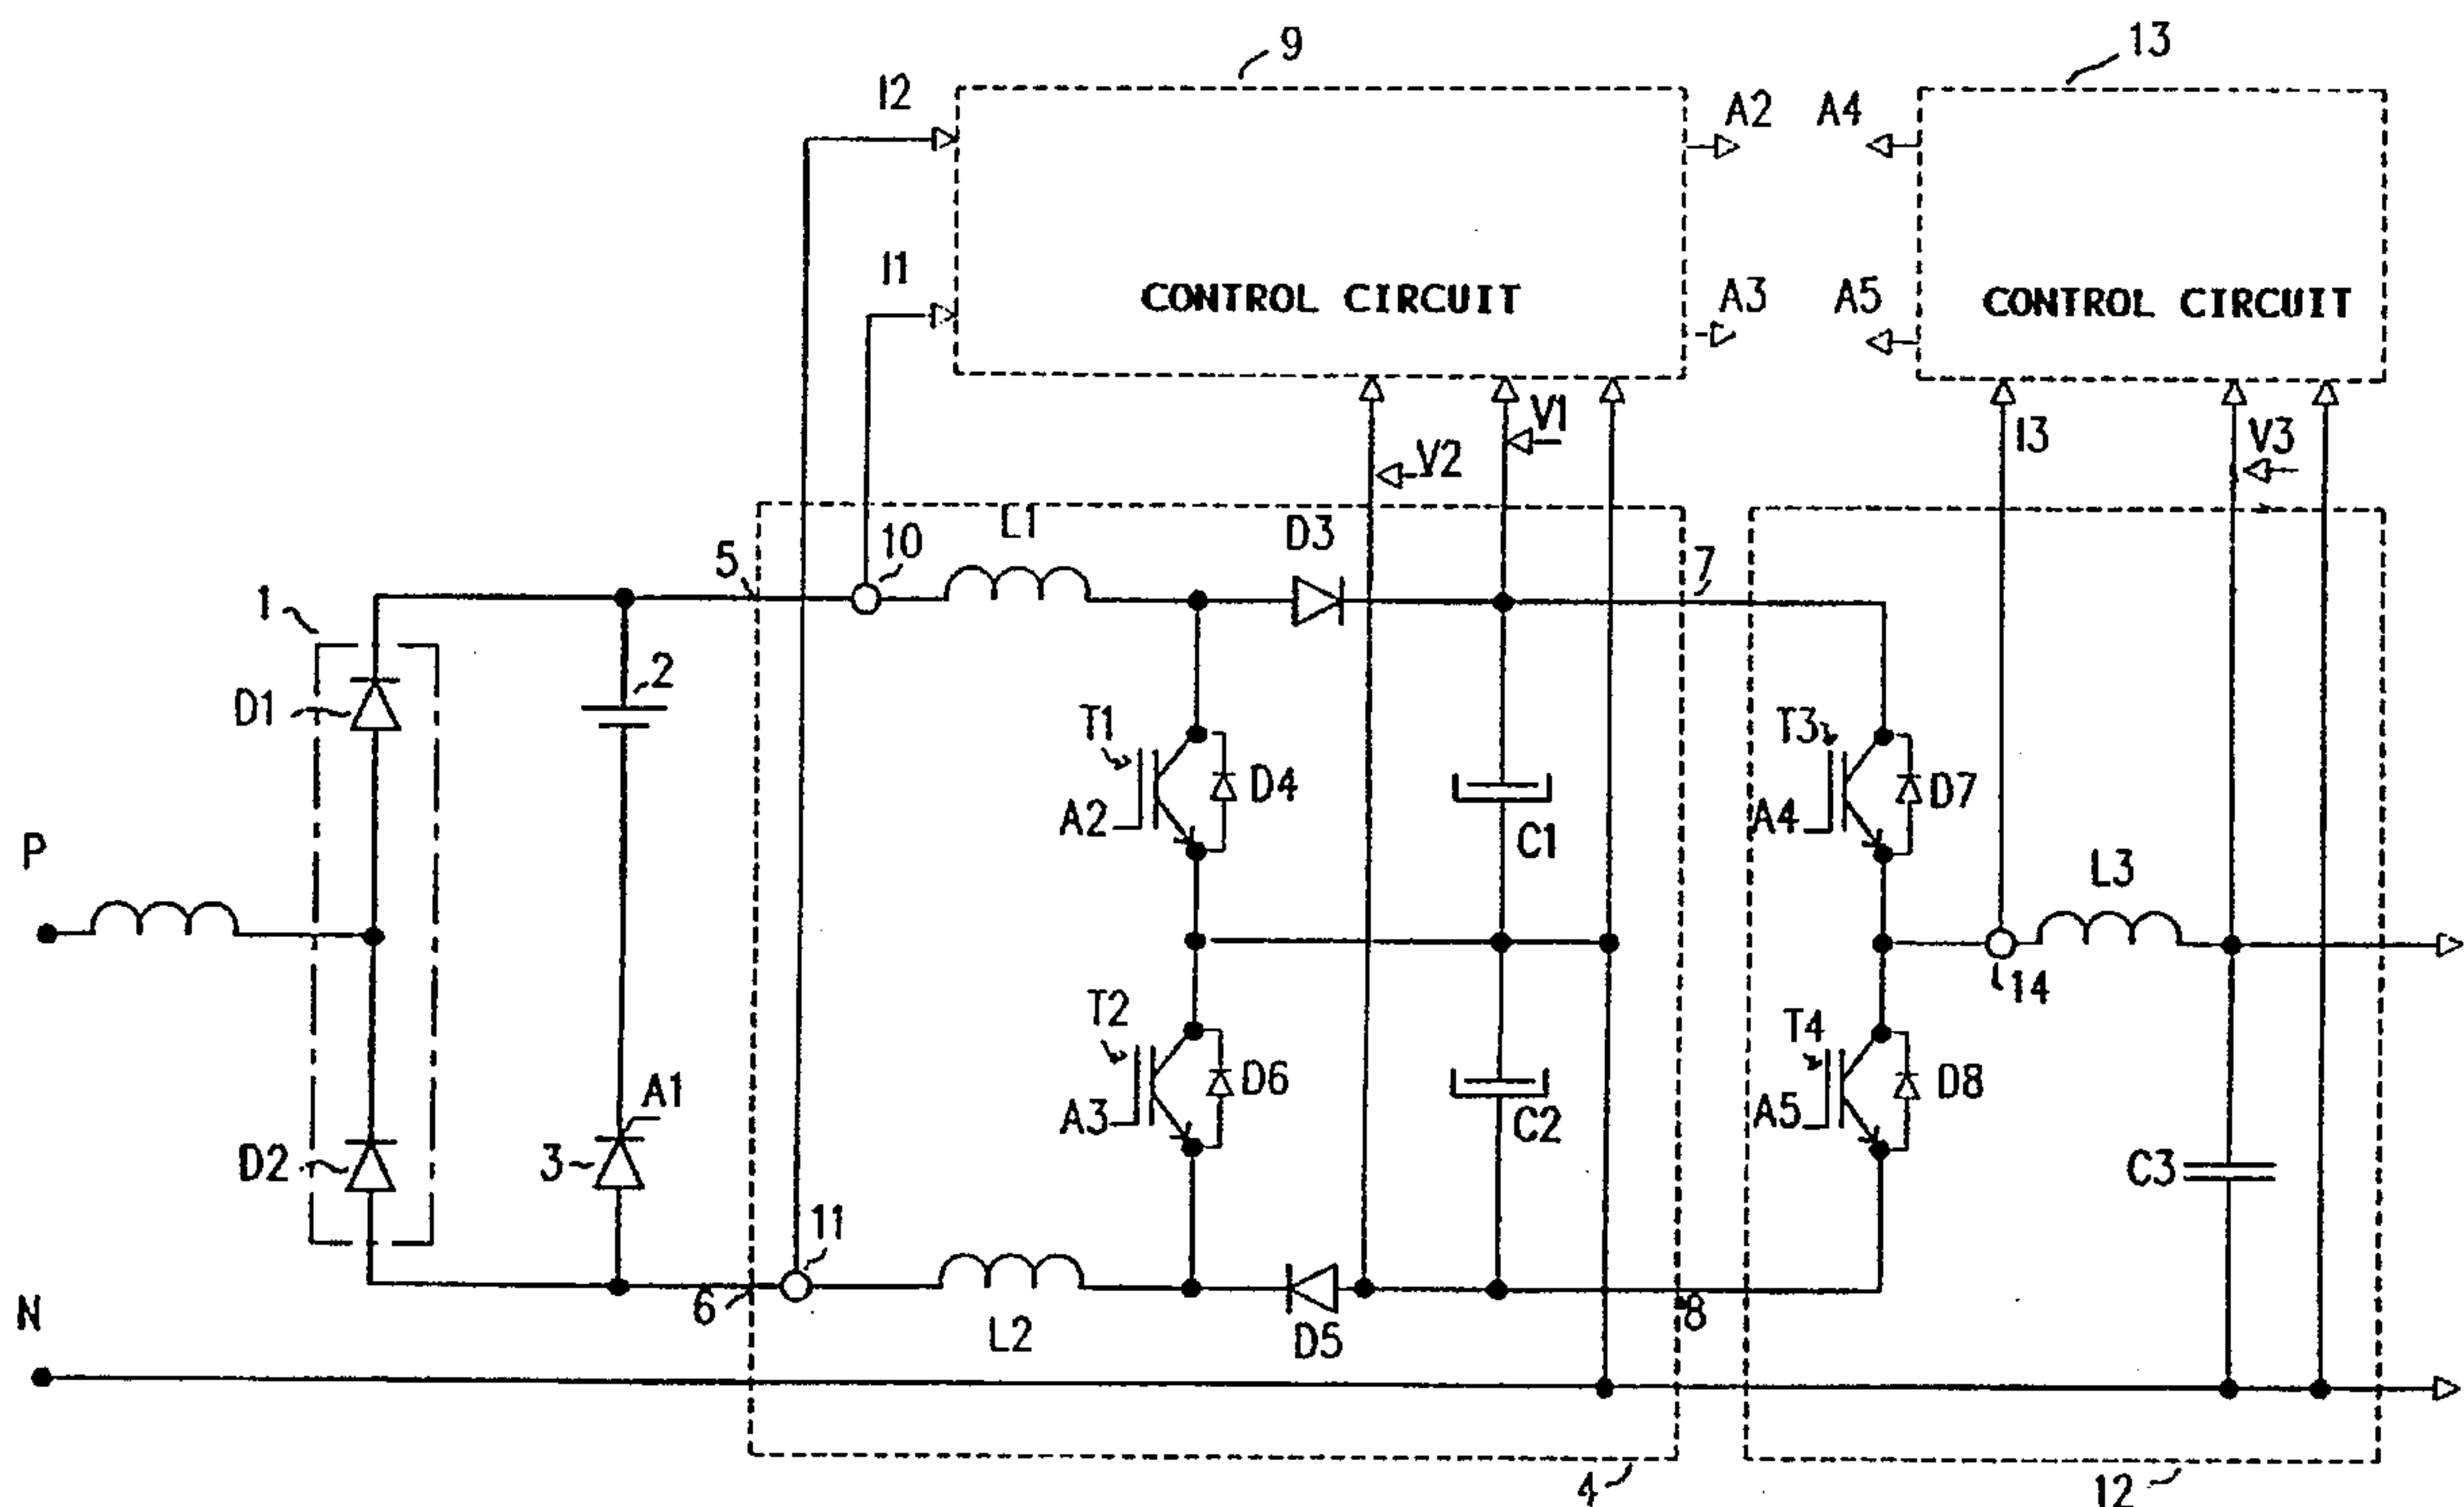 9
13
I2
A2
A4
I1
A3
A5
CONTROL CIRCUIT
CONTROL CIRCUIT
V1
V2
I3
V3
L1
D3
5
10
7
1
2
D1
T1
D4
A2
C1
T3
D7
A4
P
L3
14
T2
D6
A3
C2
T4
D8
A5
A1
D2
3
C3
11
6
L2
D5
8
N
4
12